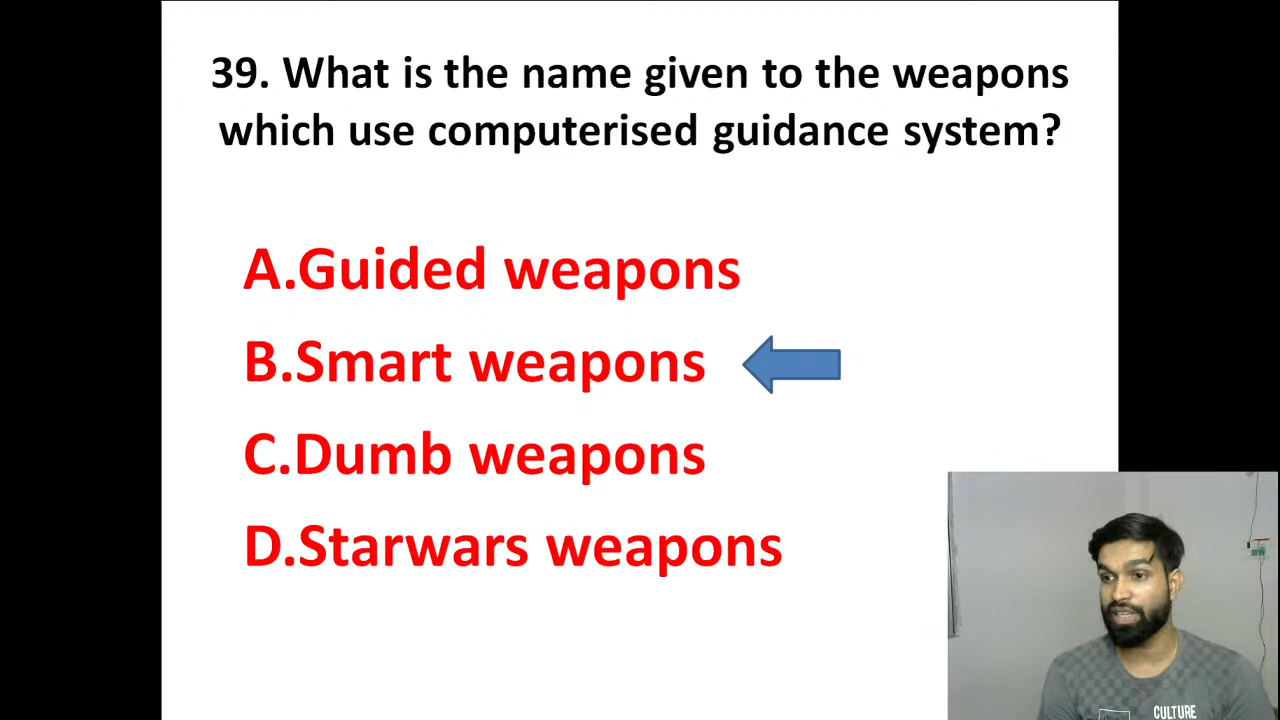 39. What is the name given to the weapons
which use computerised guidance system?
A.Guided weapons
B.Smart weapons
C.Dumb weapons
D.Starwars weapons
CULTURE